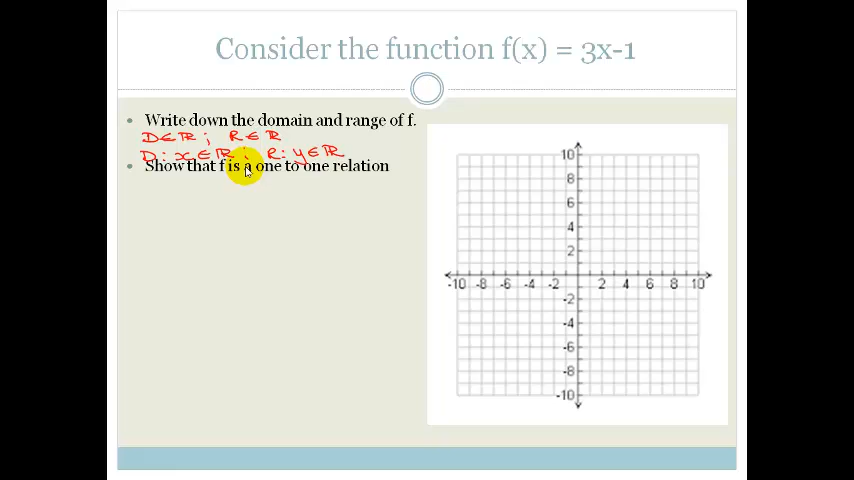 Consider the function f(x) = 3x-1
• Write down the domain and range of f.
D ∈ ℝ ; R ∈ ℝ
D : x ∈ ℝ ; R : y ∈ ℝ
• Show that f is a one to one relation
10
8
6
4
2
-10 -8 -6 -4 -2 2 4 6 8 10
-2
-4
-6
-8
-10